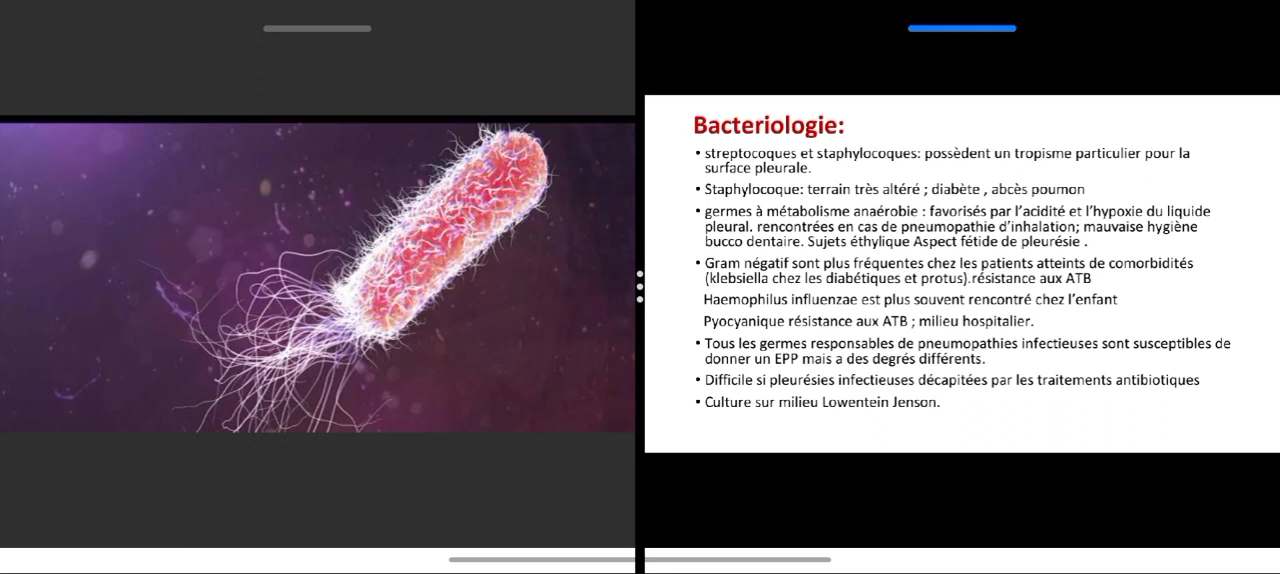 Bacteriologie:
• streptocoques et staphylocoques: possèdent un tropisme particulier pour la
surface pleurale.
• Staphylocoque: terrain très altéré ; diabète , abcès poumon
• germes à métabolisme anaérobie : favorisés par l'acidité et l'hypoxie du liquide
pleural. rencontrées en cas de pneumopathie d'inhalation; mauvaise hygiène
bucco dentaire. Sujets éthylique Aspect fétide de pleurésie .
• Gram négatif sont plus fréquentes chez les patients atteints de comorbidités
(klebsiella chez les diabétiques et protus).résistance aux ATB
Haemophilus influenzae est plus souvent rencontré chez l'enfant
Pyocyanique résistance aux ATB ; milieu hospitalier.
• Tous les germes responsables de pneumopathies infectieuses sont susceptibles de
donner un EPP mais a des degrés différents.
• Difficile si pleurésies infectieuses décapitées par les traitements antibiotiques
• Culture sur milieu Lowentein Jenson.